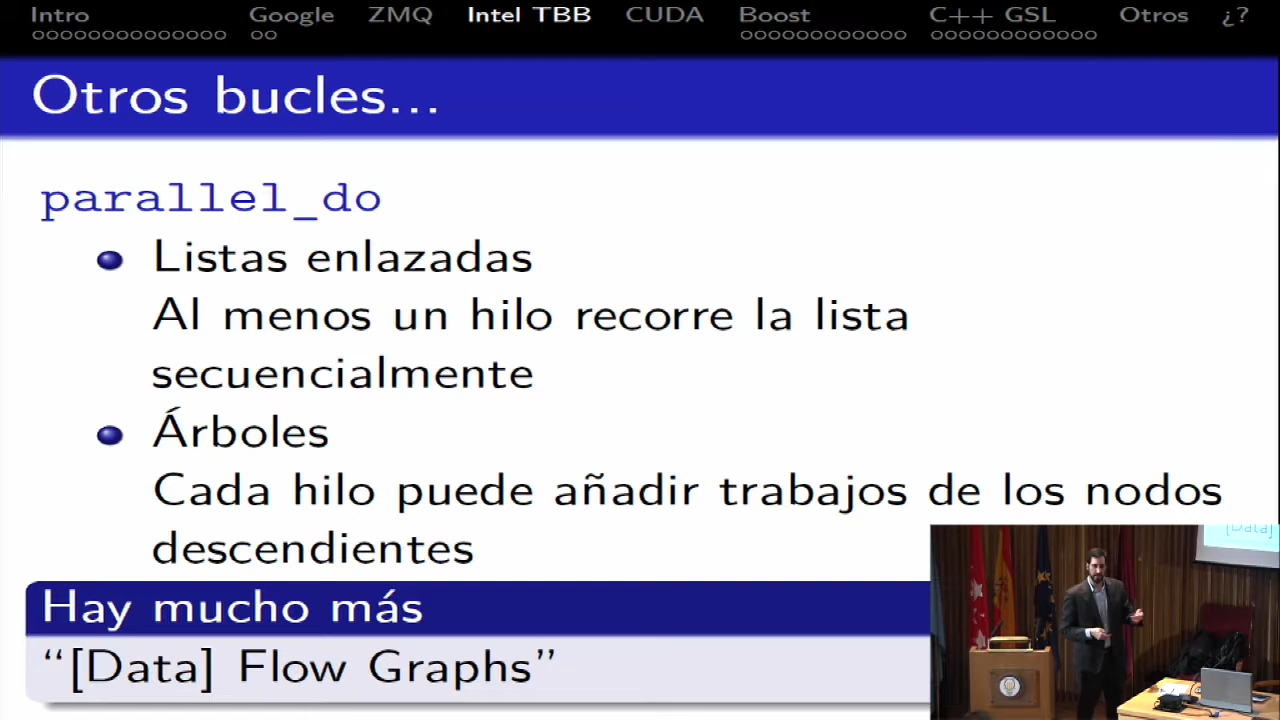 Intro Google ZMQ Intel TBB CUDA Boost C++ GSL Otros ¿?
Otros bucles...
parallel_do
Listas enlazadas
Al menos un hilo recorre la lista
secuencialmente
Árboles
Cada hilo puede añadir trabajos de los nodos
descendientes
Hay mucho más
“[Data] Flow Graphs”
[Data]